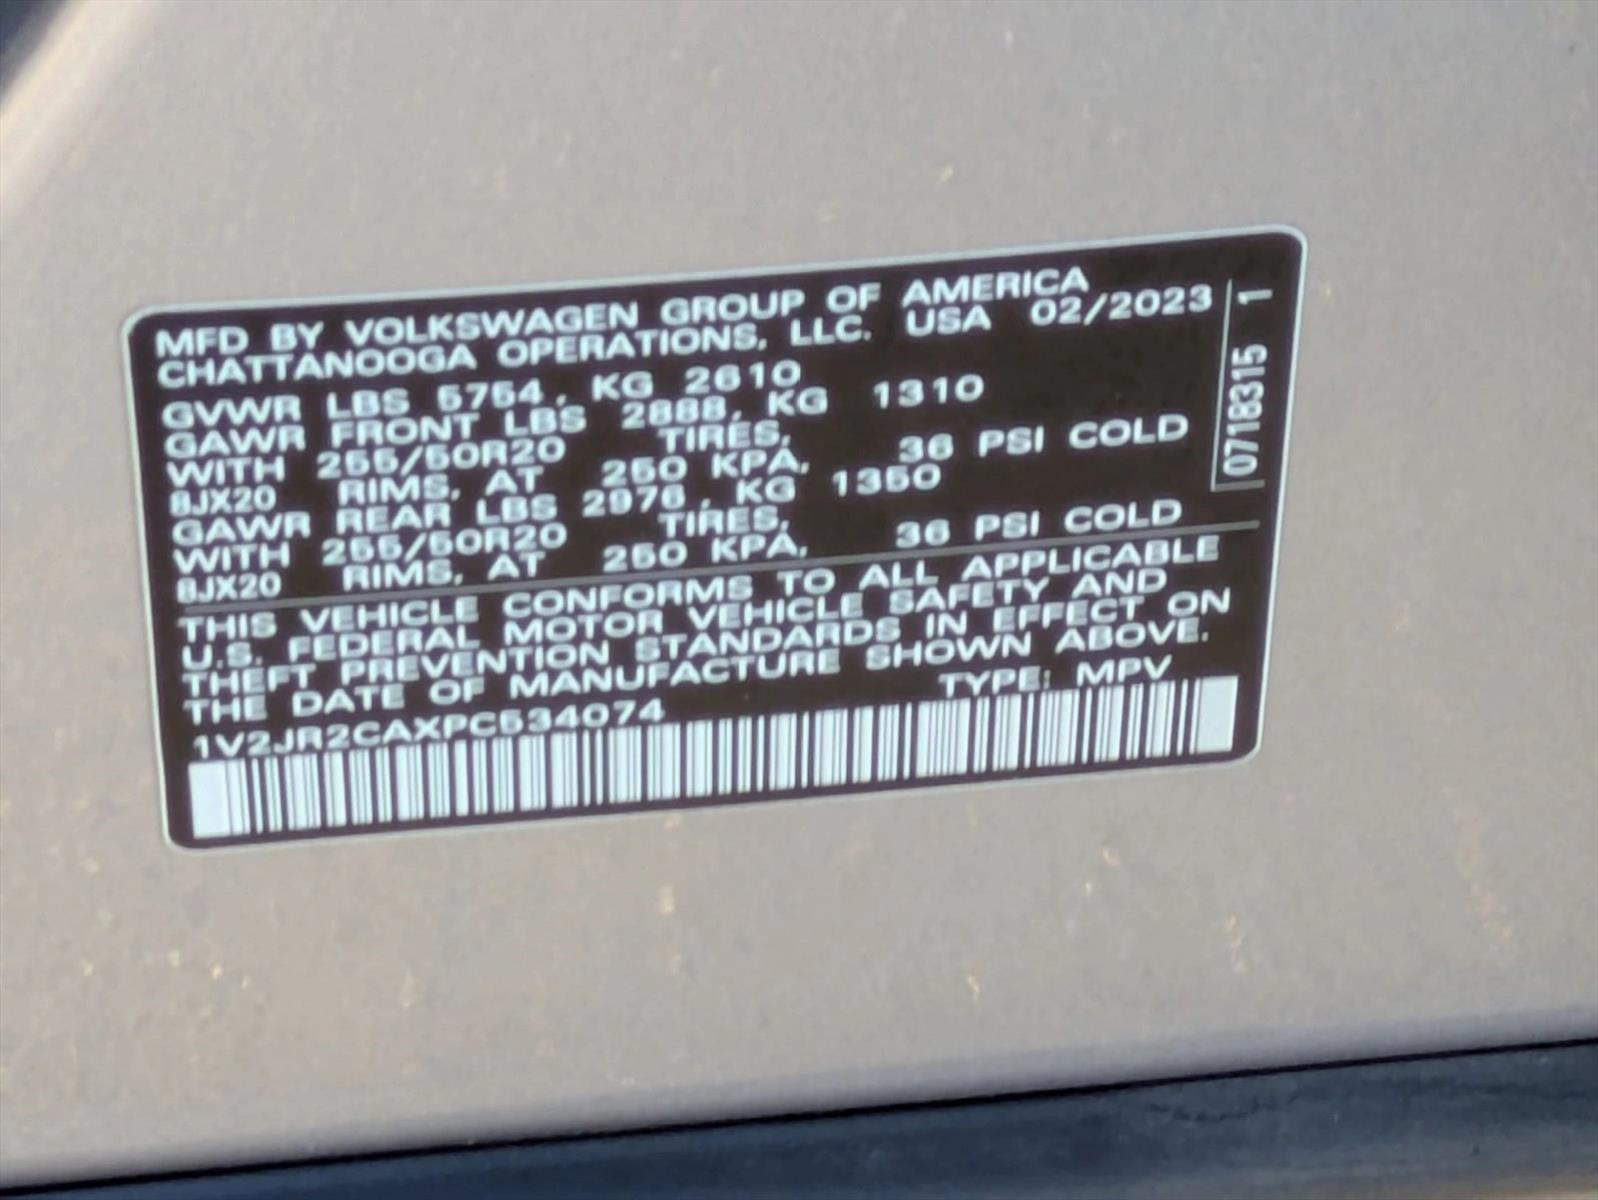 MFD BY VOLKSWAGEN GROUP OF AMERICA
CHATTANOOGA OPERATIONS, LLC. USA 02/2023
GVWR LBS 5754, KG 2610
GAWR FRONT LBS 2888, KG 1310
WITH 255/50R20 TIRES,
8JX20 RIMS, AT 250 KPA, 36 PSI COLD
GAWR REAR LBS 2976, KG 1350
WITH 255/50R20 TIRES,
8JX20 RIMS, AT 250 KPA, 36 PSI COLD
THIS VEHICLE CONFORMS TO ALL APPLICABLE
U.S. FEDERAL MOTOR VEHICLE SAFETY AND
THEFT PREVENTION STANDARDS IN EFFECT ON
THE DATE OF MANUFACTURE SHOWN ABOVE.
1V2JR2CAXPC534074 TYPE: MPV
0718315 1